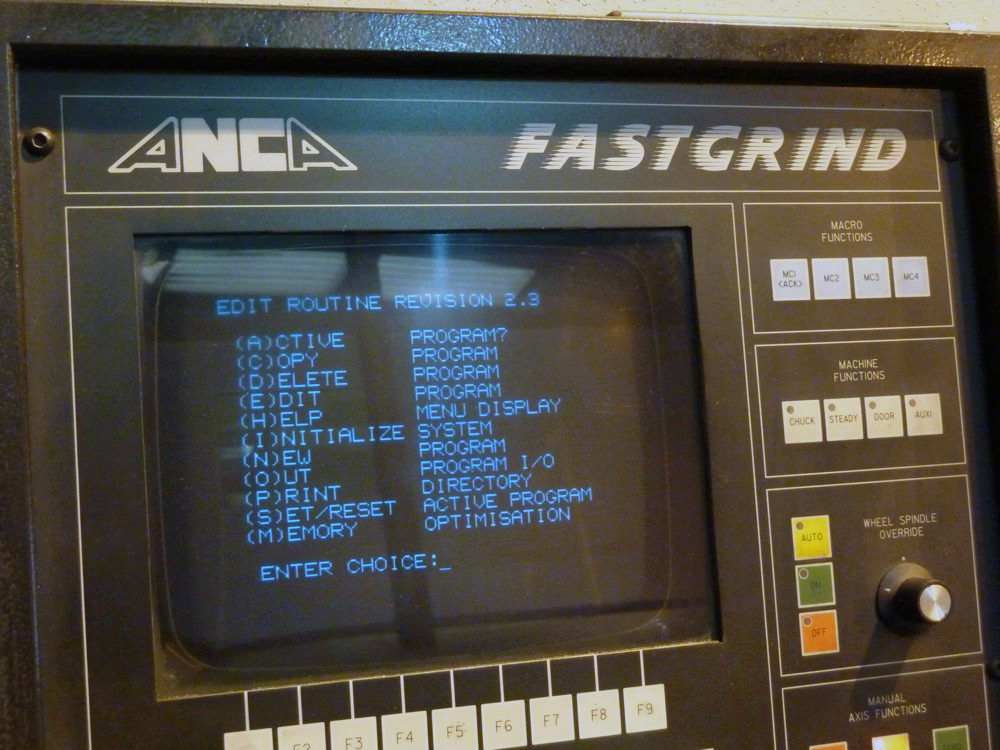 ANCA FASTGRIND
EDIT ROUTINE REVISION 2.3
(A)CTIVE PROGRAM?
(C)OPY PROGRAM
(D)ELETE PROGRAM
(E)DIT PROGRAM
(H)ELP MENU DISPLAY
(I)NITIALIZE SYSTEM
(N)EW PROGRAM
(O)UT PROGRAM I/O
(P)RINT DIRECTORY
(S)ET/RESET ACTIVE PROGRAM
(M)EMORY OPTIMISATION
ENTER CHOICE:_
F2 F3 F4 F5 F6 F7 F8 F9
MACRO
FUNCTIONS
MC1 MC2 MC3 MC4
<ACK>
MACHINE
FUNCTIONS
CHUCK STEADY DOOR AUX1
WHEEL SPINDLE
OVERRIDE
AUTO
ON
OFF
MANUAL
AXIS FUNCTIONS